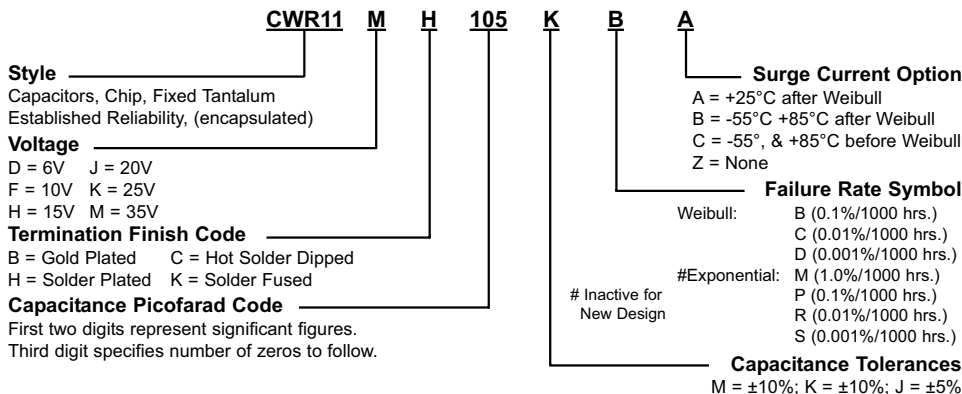 CWR11 M H 105 K B A
Style
Capacitors, Chip, Fixed Tantalum
Established Reliability, (encapsulated)
Voltage
D = 6V J = 20V
F = 10V K = 25V
H = 15V M = 35V
Termination Finish Code
B = Gold Plated C = Hot Solder Dipped
H = Solder Plated K = Solder Fused
Capacitance Picofarad Code
First two digits represent significant figures.
Third digit specifies number of zeros to follow.
Surge Current Option
A = +25°C after Weibull
B = -55°C +85°C after Weibull
C = -55°, & +85°C before Weibull
Z = None
Failure Rate Symbol
Weibull: B (0.1%/1000 hrs.)
C (0.01%/1000 hrs.)
D (0.001%/1000 hrs.)
#Exponential: M (1.0%/1000 hrs.)
P (0.1%/1000 hrs.)
R (0.01%/1000 hrs.)
S (0.001%/1000 hrs.)
# Inactive for
New Design
Capacitance Tolerances
M = ±10%; K = ±10%; J = ±5%